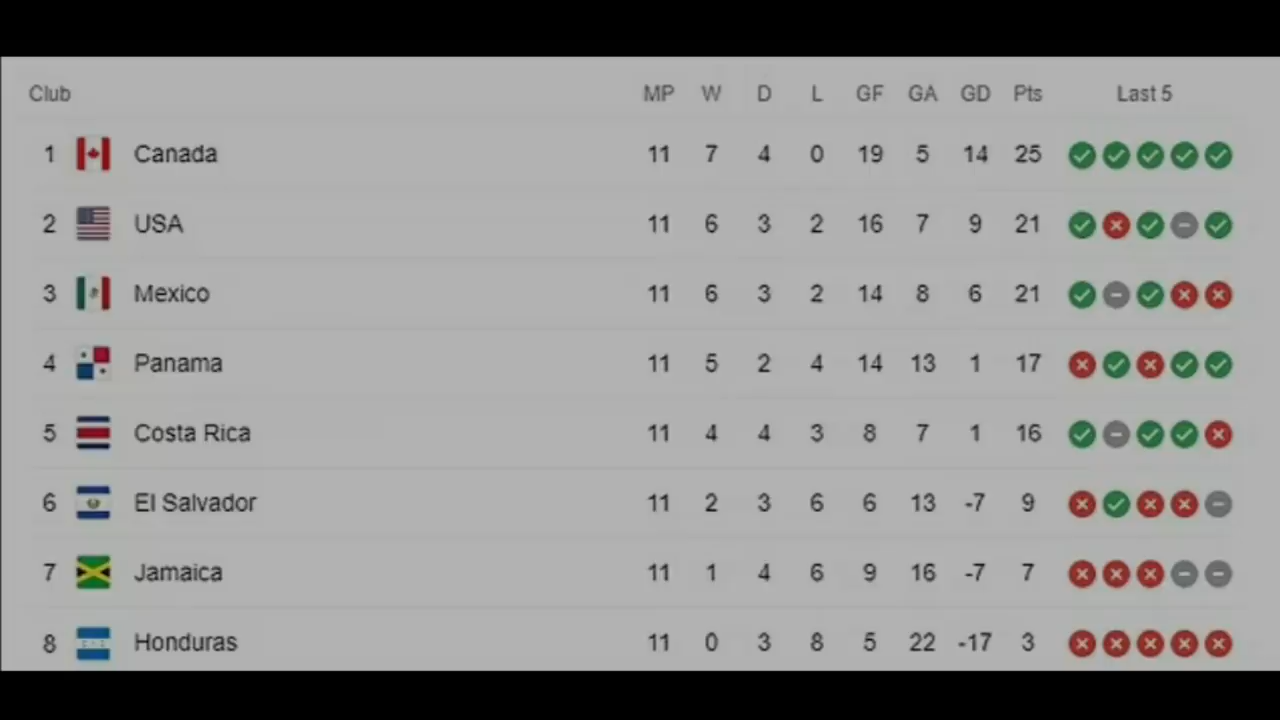 Club MP W D L GF GA GD Pts Last 5
1 Canada 11 7 4 0 19 5 14 25
2 USA 11 6 3 2 16 7 9 21
3 Mexico 11 6 3 2 14 8 6 21
4 Panama 11 5 2 4 14 13 1 17
5 Costa Rica 11 4 4 3 8 7 1 16
6 El Salvador 11 2 3 6 6 13 -7 9
7 Jamaica 11 1 4 6 9 16 -7 7
8 Honduras 11 0 3 8 5 22 -17 3